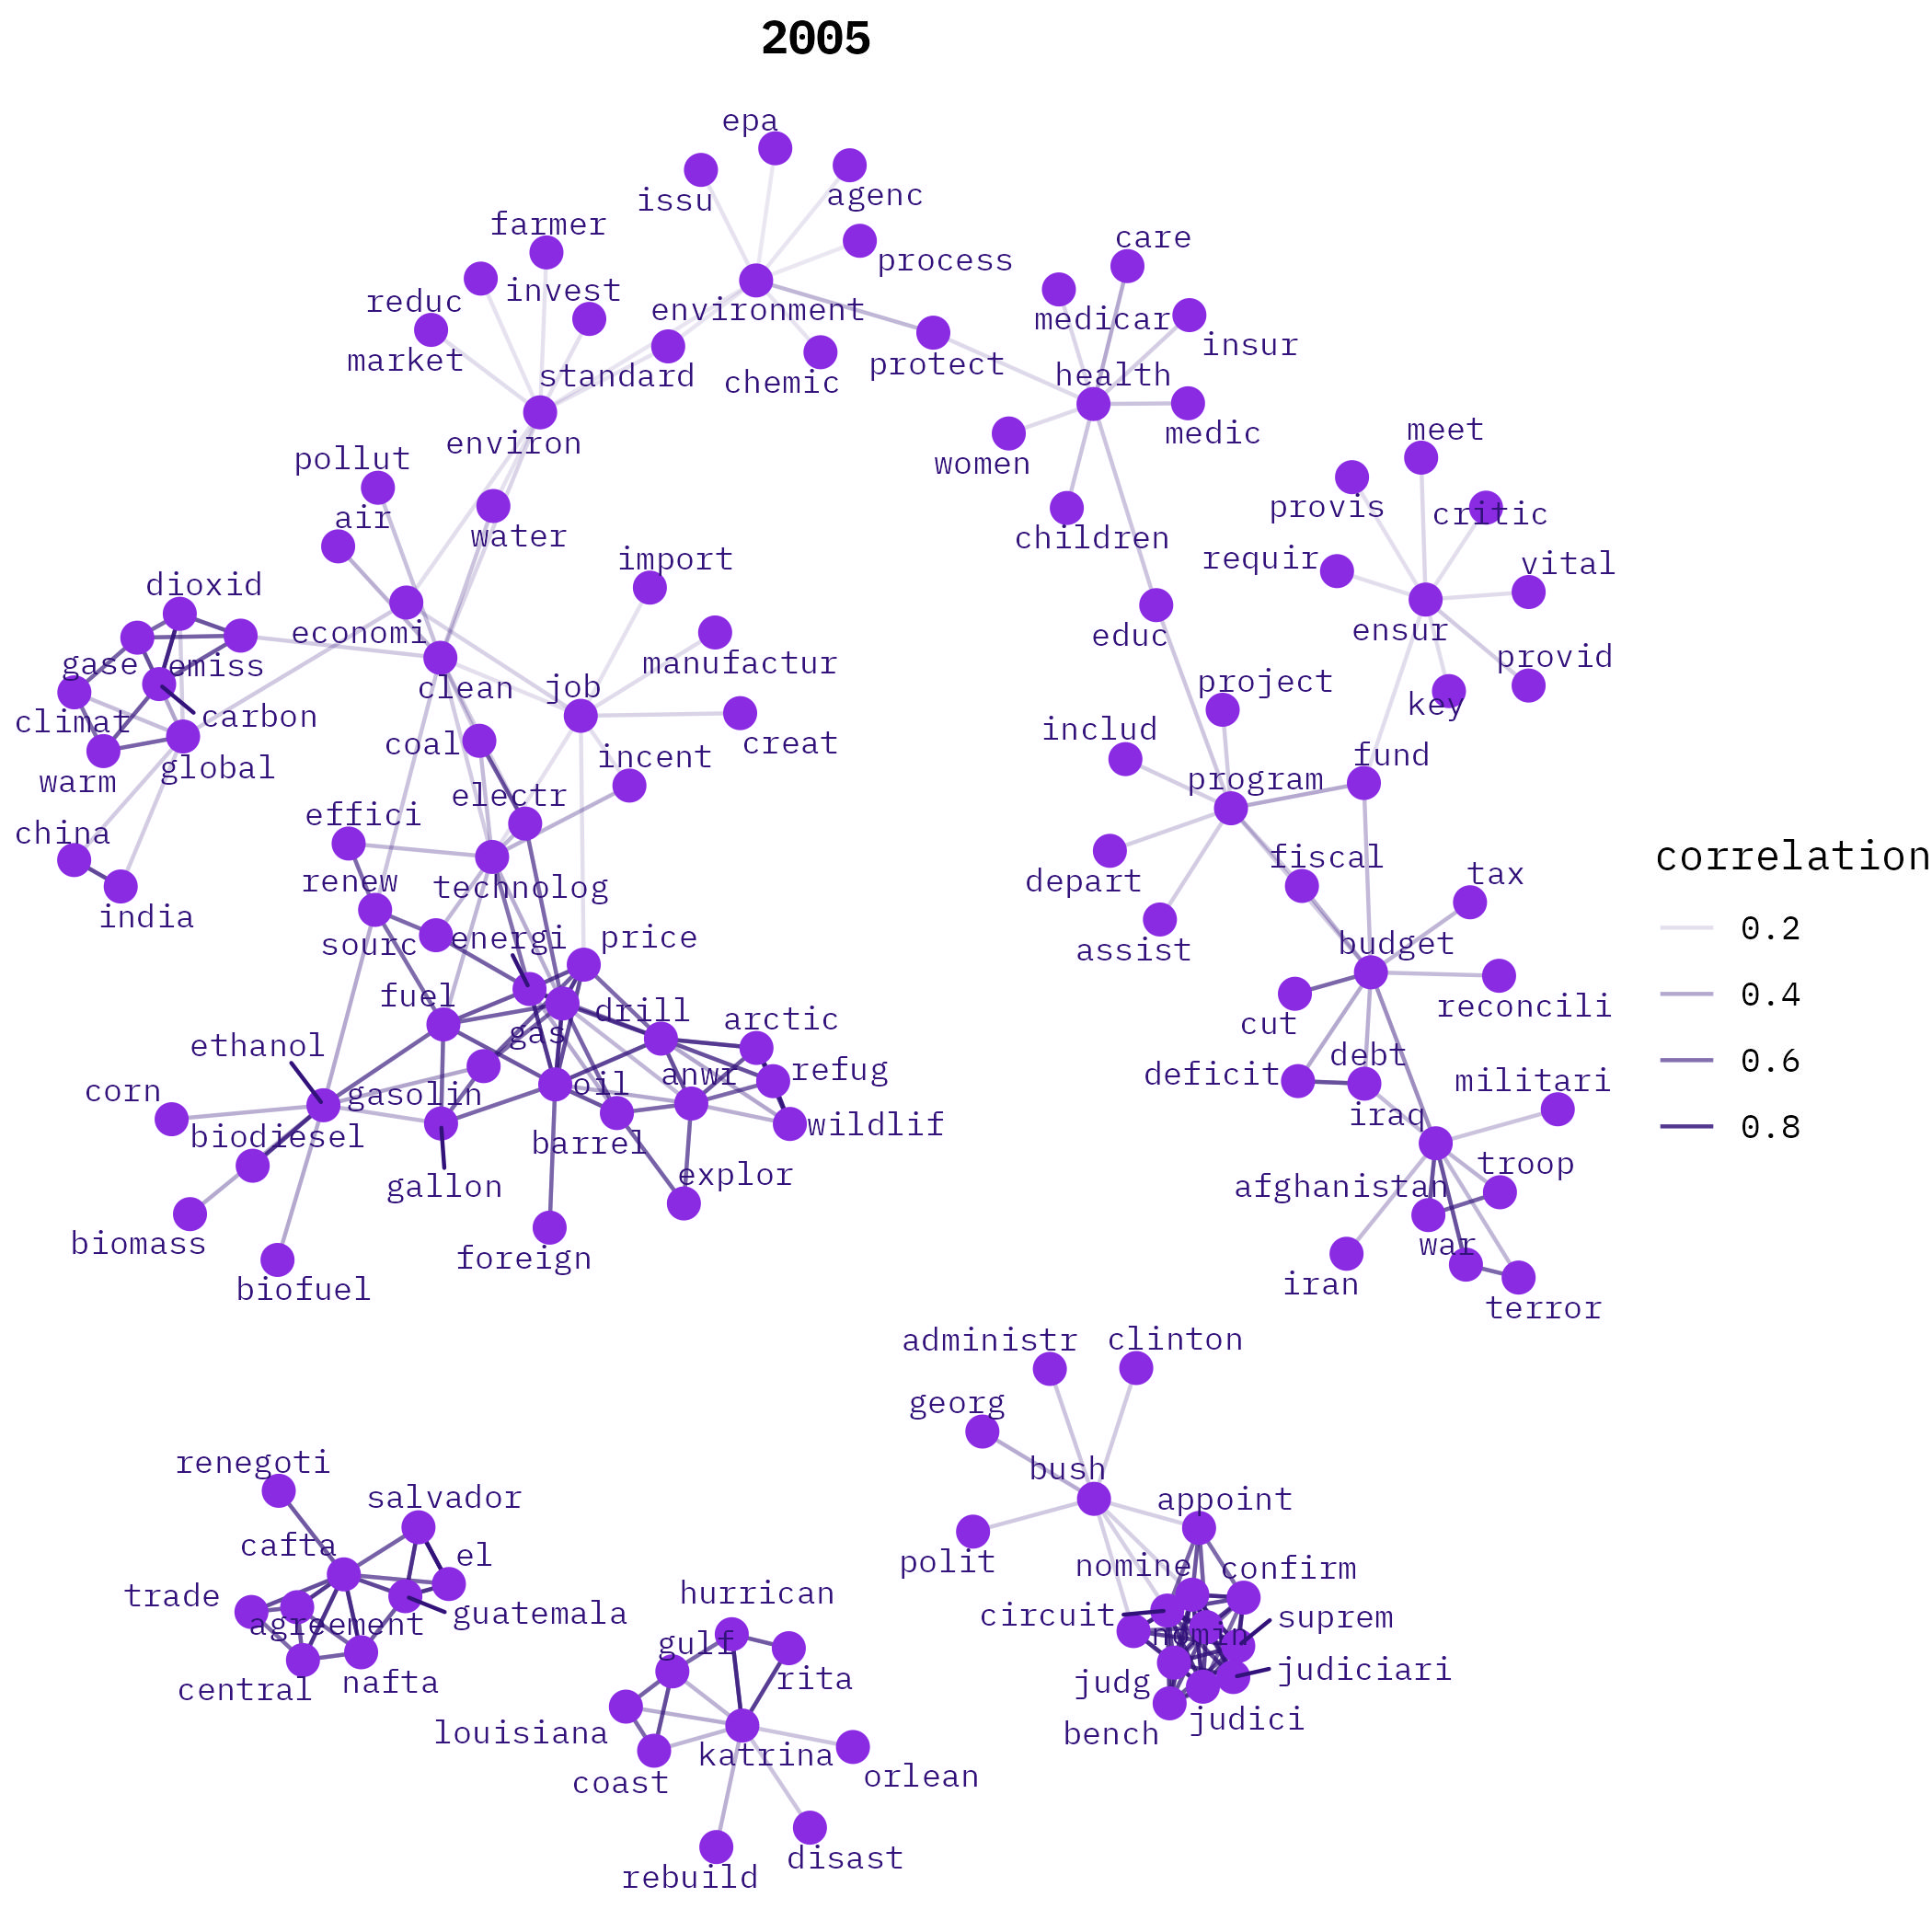 2005
epa
issu
agenc
farmer
care
process
reduc
invest
environment
medicar
insur
market
standard
chemic
protect
health
environ
women
medic
meet
pollut
provis
critic
air
water
children
requir
vital
import
dioxid
economi
educ
ensur
gase
emiss
manufactur
provid
clean
job
project
climat
carbon
key
coal
creat
includ
warm
global
incent
fund
electr
program
effici
china
correlation
renew
technolog
fiscal
tax
depart
india
0.2
sourc
energi
price
assist
budget
fuel
0.4
drill
arctic
cut
reconcili
gas
ethanol
0.6
corn
gasolin
oil
anwr
refug
deficit
debt
militari
iraq
0.8
biodiesel
barrel
wildlif
gallon
explor
afghanistan
troop
biomass
foreign
war
biofuel
iran
terror
administr
clinton
georg
renegoti
bush
salvador
appoint
cafta
el
polit
nomine
confirm
trade
hurrican
guatemala
circuit
suprem
agreement
gulf
nomin
central
nafta
rita
judg
judiciari
louisiana
katrina
bench
judici
coast
orlean
rebuild
disast